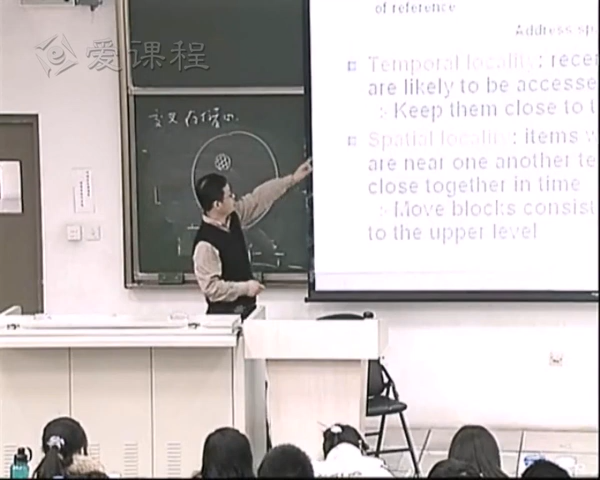 爱课程
of reference
Address sp
Temporal locality: recen
are likely to be accesse
Keep them close to t
Spatial locality: items w
are near one another te
close together in time
Move blocks consist
to the upper level